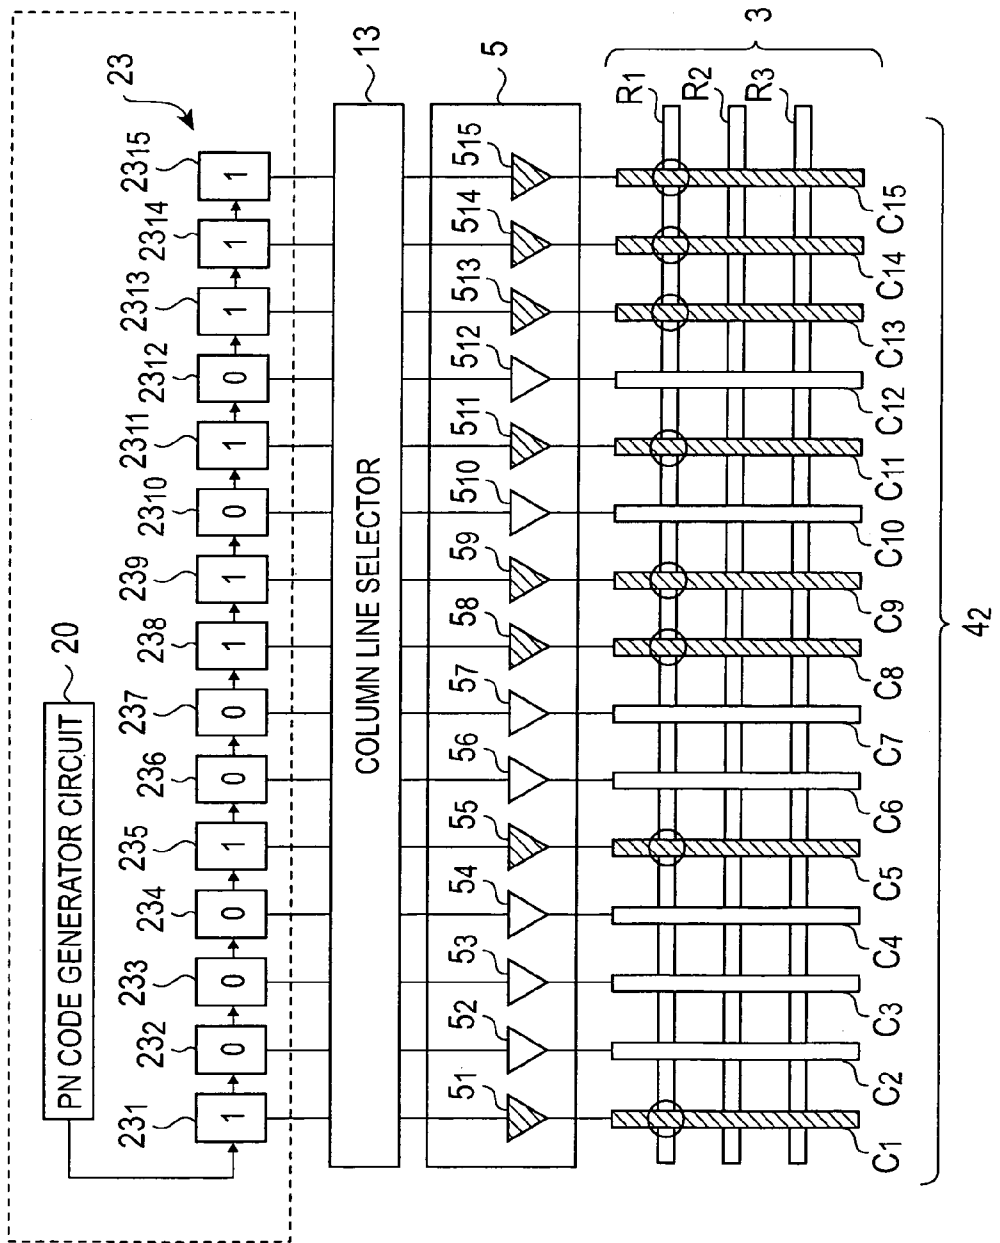 PN CODE GENERATOR CIRCUIT
20
23
231 232 233 234 235 236 237 238 239 2310 2311 2312 2313 2314 2315
1 0 0 0 1 0 0 1 1 0 1 0 1 1 1
COLUMN LINE SELECTOR
13
5
51 52 53 54 55 56 57 58 59 510 511 512 513 514 515
R1
R2
R3
3
C1 C2 C3 C4 C5 C6 C7 C8 C9 C10 C11 C12 C13 C14 C15
42